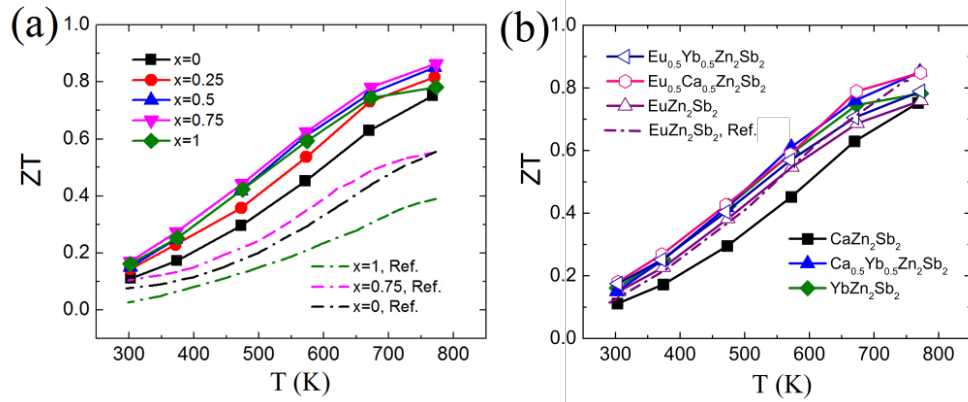 (a)
1.0
0.8
0.6
0.4
0.2
0.0
ZT
x=0
x=0.25
x=0.5
x=0.75
x=1
x=1, Ref.
x=0.75, Ref.
x=0, Ref.
300 400 500 600 700 800
T (K)
(b)
1.0
0.8
0.6
0.4
0.2
0.0
ZT
Eu₀.₅Yb₀.₅Zn₂Sb₂
Eu₀.₅Ca₀.₅Zn₂Sb₂
EuZn₂Sb₂
EuZn₂Sb₂, Ref.
CaZn₂Sb₂
Ca₀.₅Yb₀.₅Zn₂Sb₂
YbZn₂Sb₂
300 400 500 600 700 800
T (K)